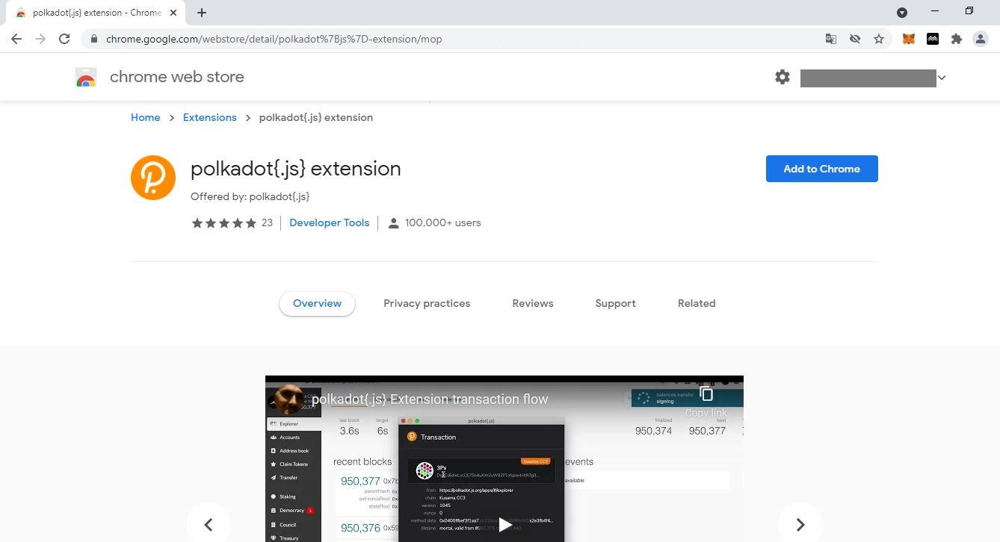 polkadot{.js} extension - Chrome
chrome.google.com/webstore/detail/polkadot%7Bjs%7D-extension/mop
chrome web store
Home > Extensions > polkadot{.js} extension
polkadot{.js} extension
Add to Chrome
Offered by: polkadot{.js}
23 Developer Tools 100,000+ users
Overview Privacy practices Reviews Support Related
polkadot{.js} Extension transaction flow
balances.transfer
signing
Copy link
last block target finalized best
3.6s 6s 950,374 950,377
polkadot{.js}
Transaction
Explorer
Accounts
Address book
Claim Tokens
Transfer
Staking
Democracy 1
Council
Treasury
recent blocks
events
950,377 0x7b
parentHash
extrinsicsRoot
stateRoot
950,376 0x59
Kusama CC3
3Ps
from https://polkadot.js.org/apps/#/explorer
chain Kusama CC3
version 1045
nonce 0
method data
lifetime mortal, valid from
available